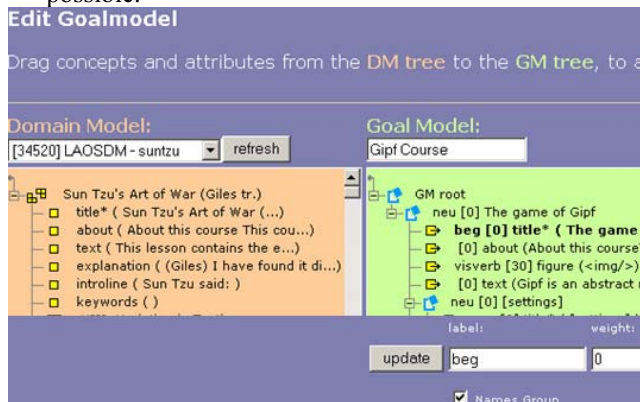 possible.
Edit Goalmodel
Drag concepts and attributes from the DM tree to the GM tree, to a
Domain Model:
[34520] LAOSDM - suntzu
refresh
Sun Tzu's Art of War (Giles tr.)
title* ( Sun Tzu's Art of War (...)
about ( About this course This cou...)
text ( This lesson contains the e...)
explanation ( (Giles) I have found it di...)
introline ( Sun Tzu said: )
keywords ( )
Goal Model:
Gipf Course
GM root
neu [0] The game of Gipf
beg [0] title* ( The game
[0] about (About this course
visverb [30] figure (<img/>)
[0] text (Gipf is an abstract
neu [0] [settings]
label:
weight:
update
beg
0
Names Group